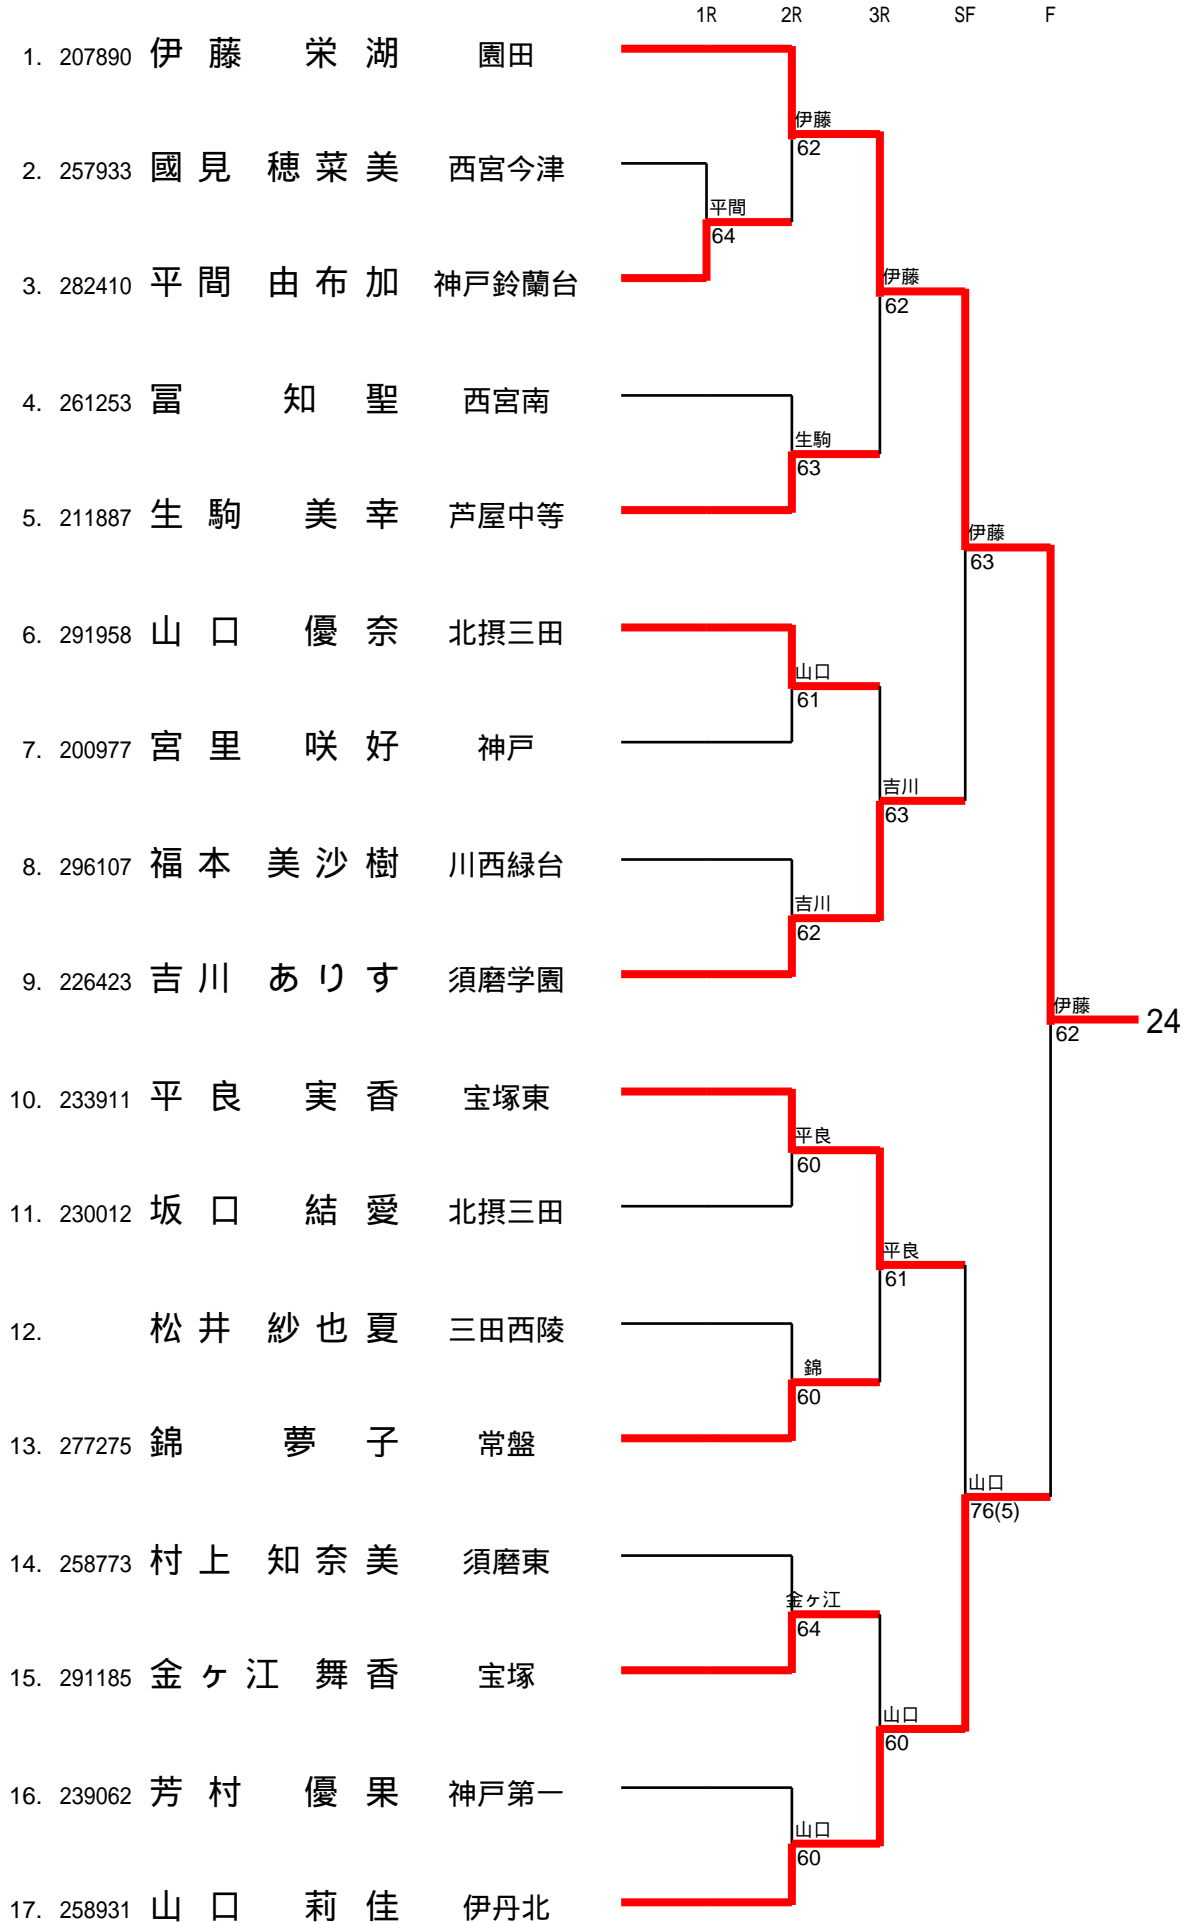 1R 2R 3R SF F
1. 207890 伊藤 栄湖 園田
伊藤
62
2. 257933 國見 穂菜美 西宮今津
平間
64
3. 282410 平間 由布加 神戸鈴蘭台
伊藤
62
4. 261253 冨 知聖 西宮南
生駒
63
5. 211887 生駒 美幸 芦屋中等
伊藤
63
6. 291958 山口 優奈 北摂三田
山口
61
7. 200977 宮里 咲好 神戸
吉川
63
8. 296107 福本 美沙樹 川西緑台
吉川
62
9. 226423 吉川 ありす 須磨学園
伊藤
62
24
10. 233911 平良 実香 宝塚東
平良
60
11. 230012 坂口 結愛 北摂三田
平良
61
12. 松井 紗也夏 三田西陵
錦
60
13. 277275 錦 夢子 常盤
山口
76(5)
14. 258773 村上 知奈美 須磨東
金ヶ江
64
15. 291185 金ヶ江 舞香 宝塚
山口
60
16. 239062 芳村 優果 神戸第一
山口
60
17. 258931 山口 莉佳 伊丹北